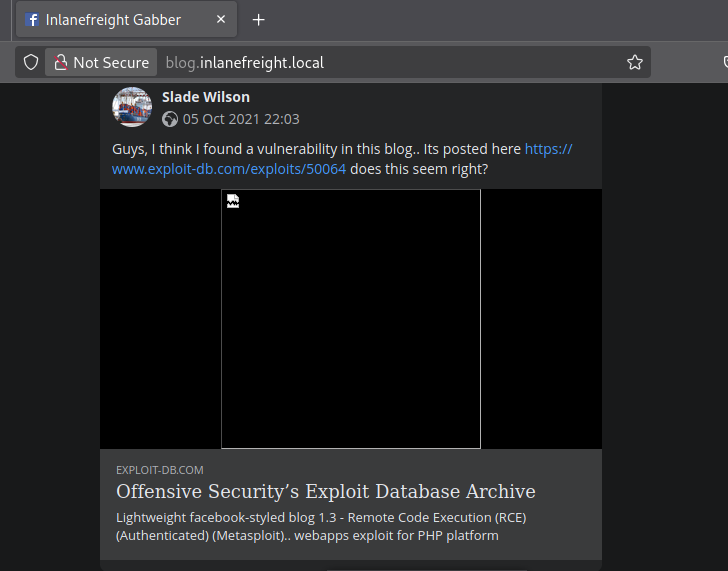 Inlanefreight Gabber
Not Secure
blog.inlanefreight.local
Slade Wilson
05 Oct 2021 22:03
Guys, I think I found a vulnerability in this blog.. Its posted here https://
www.exploit-db.com/exploits/50064 does this seem right?
EXPLOIT-DB.COM
Offensive Security’s Exploit Database Archive
Lightweight facebook-styled blog 1.3 - Remote Code Execution (RCE)
(Authenticated) (Metasploit).. webapps exploit for PHP platform